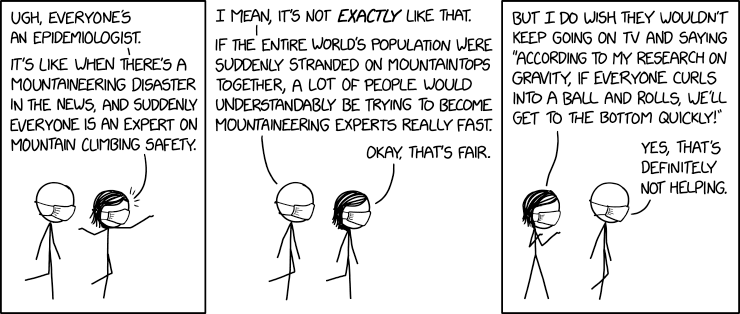 UGH, EVERYONE'S
AN EPIDEMIOLOGIST.
IT'S LIKE WHEN THERE'S A
MOUNTAINEERING DISASTER
IN THE NEWS, AND SUDDENLY
EVERYONE IS AN EXPERT ON
MOUNTAIN CLIMBING SAFETY.
I MEAN, IT'S NOT EXACTLY LIKE THAT.
IF THE ENTIRE WORLD'S POPULATION WERE
SUDDENLY STRANDED ON MOUNTAINTOPS
TOGETHER, A LOT OF PEOPLE WOULD
UNDERSTANDABLY BE TRYING TO BECOME
MOUNTAINEERING EXPERTS REALLY FAST.
OKAY, THAT'S FAIR.
BUT I DO WISH THEY WOULDN'T
KEEP GOING ON TV AND SAYING
"ACCORDING TO MY RESEARCH ON
GRAVITY, IF EVERYONE CURLS
INTO A BALL AND ROLLS, WE'LL
GET TO THE BOTTOM QUICKLY!"
YES, THAT'S
DEFINITELY
NOT HELPING.